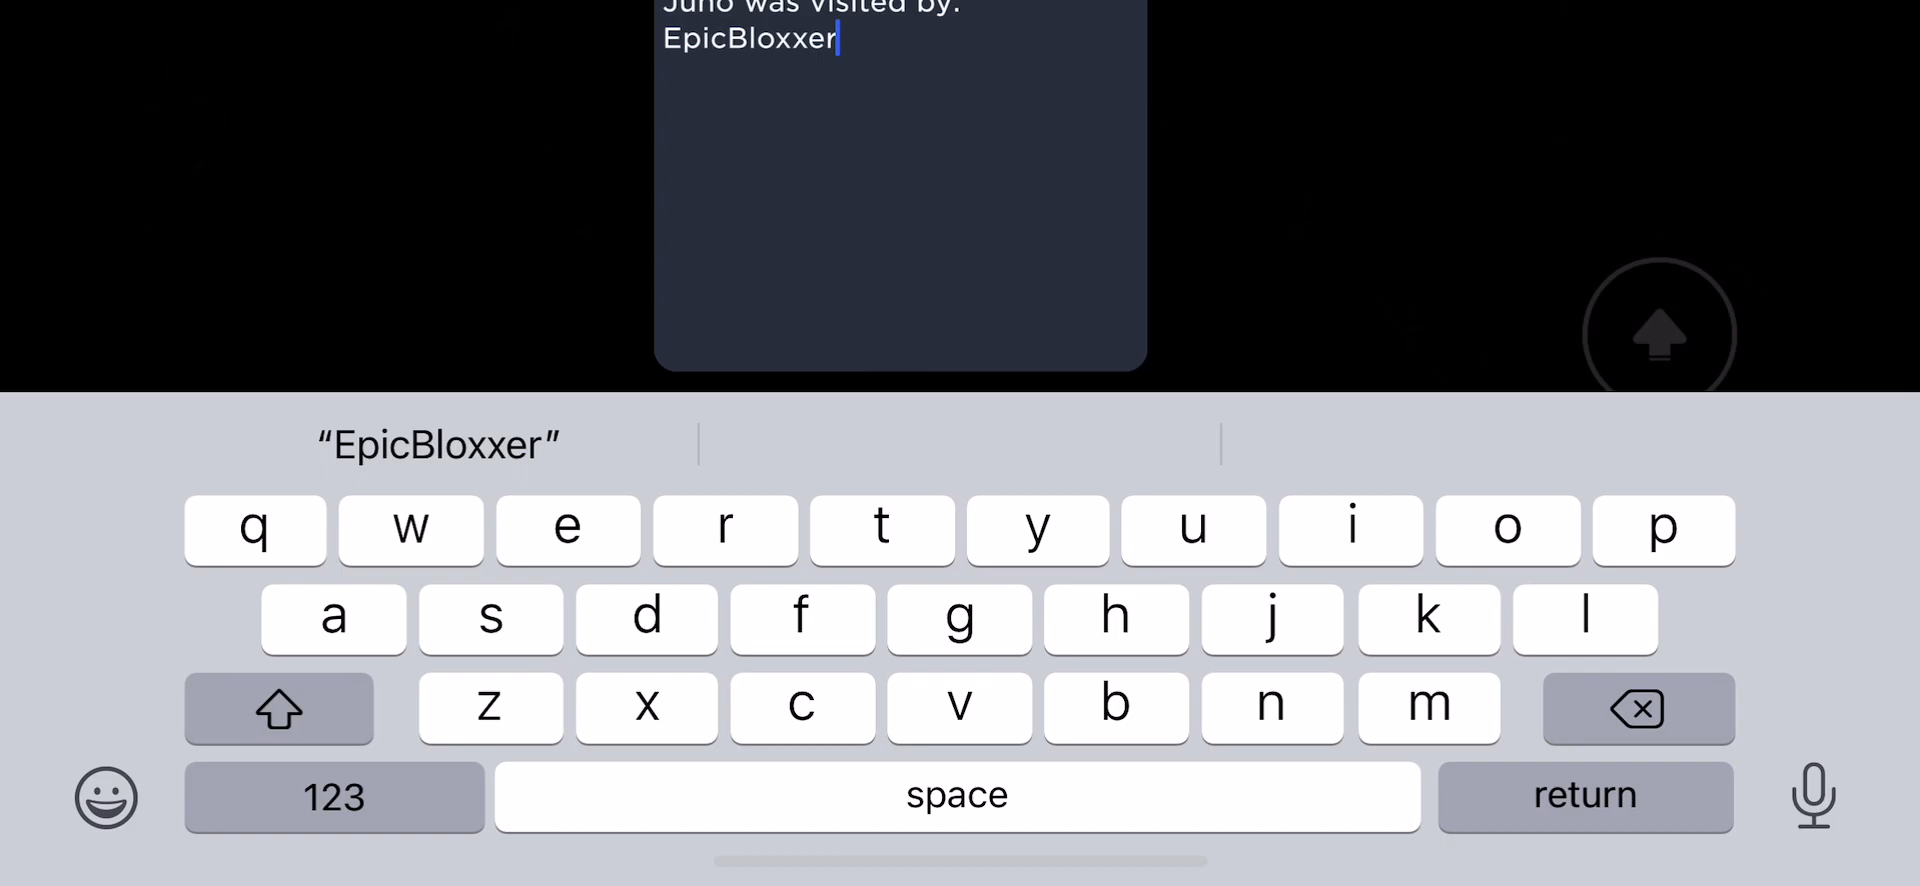 Juno was visited by:
EpicBloxxer
“EpicBloxxer”
q w e r t y u i o p
a s d f g h j k l
z x c v b n m
123 space return